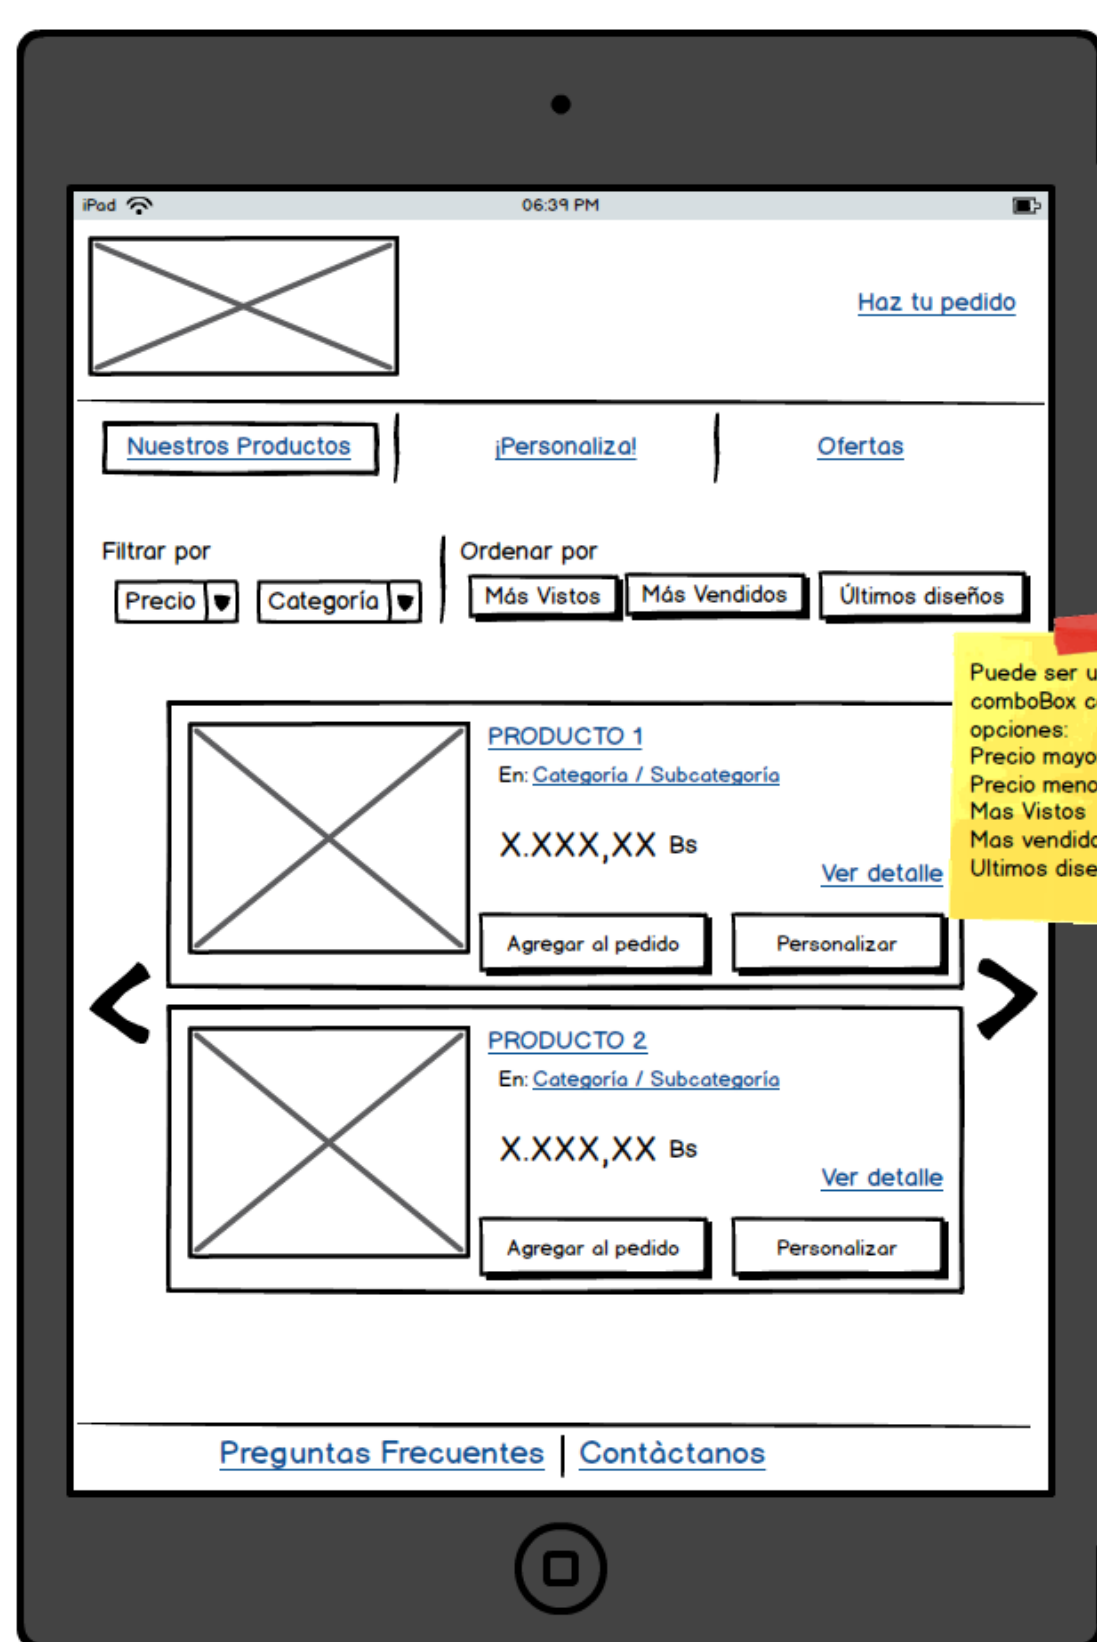 iPad 06:39 PM
Haz tu pedido
Nuestros Productos ¡Personaliza! Ofertas
Filtrar por Ordenar por
Precio Categoría Más Vistos Más Vendidos Últimos diseños
Puede ser
comboBox
opciones:
Precio
Precio
Mas Vistos
Mas
Ultimos
PRODUCTO 1
En: Categoría / Subcategoría
X.XXX,XX Bs
Ver detalle
Agregar al pedido Personalizar
PRODUCTO 2
En: Categoría / Subcategoría
X.XXX,XX Bs
Ver detalle
Agregar al pedido Personalizar
Preguntas Frecuentes Contàctanos